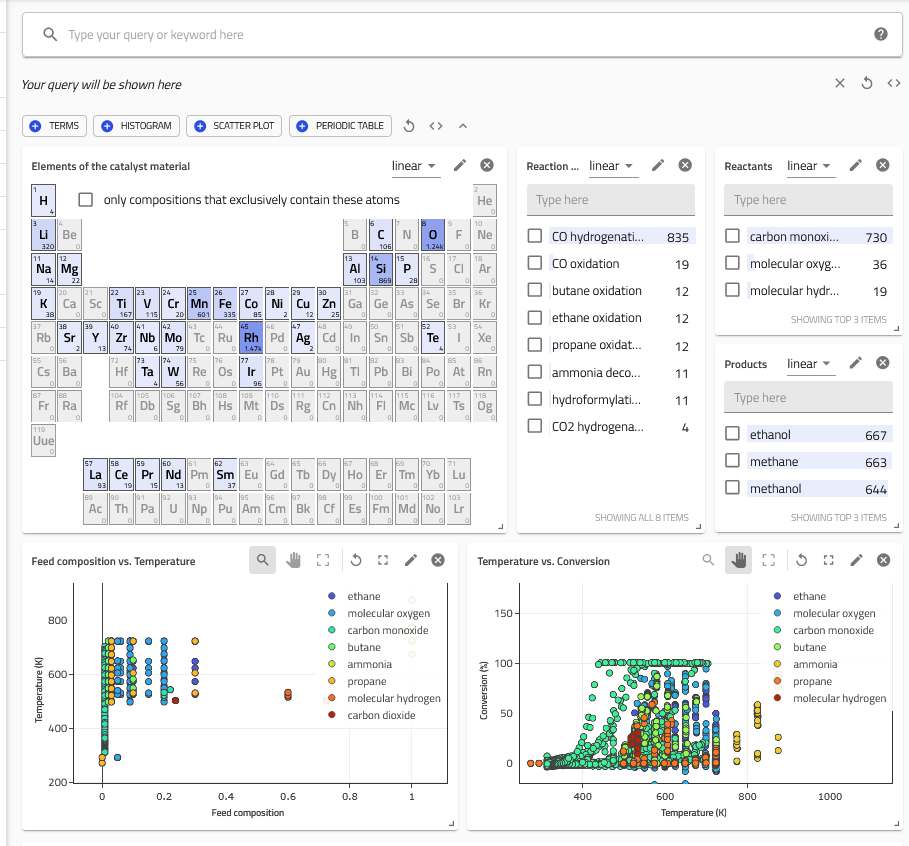 Type your query or keyword here
Your query will be shown here
TERMS HISTOGRAM SCATTER PLOT PERIODIC TABLE
Elements of the catalyst material linear
only compositions that exclusively contain these atoms
1 H 4 2 He 0
3 Li 320 4 Be 0 5 B 0 6 C 106 7 N 0 8 O 1.24k 9 F 0 10 Ne 0
11 Na 14 12 Mg 22 13 Al 103 14 Si 869 15 P 28 16 S 0 17 Cl 0 18 Ar 0
19 K 38 20 Ca 0 21 Sc 0 22 Ti 167 23 V 115 24 Cr 20 25 Mn 601 26 Fe 335 27 Co 85 28 Ni 2 29 Cu 12 30 Zn 25 31 Ga 0 32 Ge 0 33 As 0 34 Se 0 35 Br 0 36 Kr 0
37 Rb 0 38 Sr 2 39 Y 13 40 Zr 74 41 Nb 6 42 Mo 79 43 Tc 0 44 Ru 0 45 Rh 1.47k 46 Pd 0 47 Ag 2 48 Cd 0 49 In 0 50 Sn 0 51 Sb 0 52 Te 4 53 I 0 54 Xe 0
55 Cs 0 56 Ba 0 72 Hf 0 73 Ta 4 74 W 56 75 Re 0 76 Os 0 77 Ir 96 78 Pt 0 79 Au 0 80 Hg 0 81 Tl 0 82 Pb 0 83 Bi 0 84 Po 0 85 At 0 86 Rn 0
87 Fr 0 88 Ra 0 104 Rf 0 105 Db 0 106 Sg 0 107 Bh 0 108 Hs 0 109 Mt 0 110 Ds 0 111 Rg 0 112 Cn 0 113 Nh 0 114 Fl 0 115 Mc 0 116 Lv 0 117 Ts 0 118 Og 0
119 Uue 0
57 La 93 58 Ce 19 59 Pr 15 60 Nd 13 61 Pm 0 62 Sm 37 63 Eu 0 64 Gd 0 65 Tb 0 66 Dy 0 67 Ho 0 68 Er 0 69 Tm 0 70 Yb 0 71 Lu 0
89 Ac 0 90 Th 0 91 Pa 0 92 U 0 93 Np 0 94 Pu 0 95 Am 0 96 Cm 0 97 Bk 0 98 Cf 0 99 Es 0 100 Fm 0 101 Md 0 102 No 0 103 Lr 0
Reaction ... linear
Type here
CO hydrogenati... 835
CO oxidation 19
butane oxidation 12
ethane oxidation 12
propane oxidat... 12
ammonia deco... 11
hydroformylati... 11
CO2 hydrogena... 4
SHOWING ALL 8 ITEMS
Reactants linear
Type here
carbon monoxi... 730
molecular oxyg... 36
molecular hydr... 19
SHOWING TOP 3 ITEMS
Products linear
Type here
ethanol 667
methane 663
methanol 644
SHOWING TOP 3 ITEMS
Feed composition vs. Temperature
Temperature (K)
800
600
400
200
0 0.2 0.4 0.6 0.8 1
Feed composition
ethane
molecular oxygen
carbon monoxide
butane
ammonia
propane
molecular hydrogen
carbon dioxide
Temperature vs. Conversion
Conversion (%)
150
100
50
0
400 600 800 1000
Temperature (K)
ethane
molecular oxygen
carbon monoxide
butane
ammonia
propane
molecular hydrogen